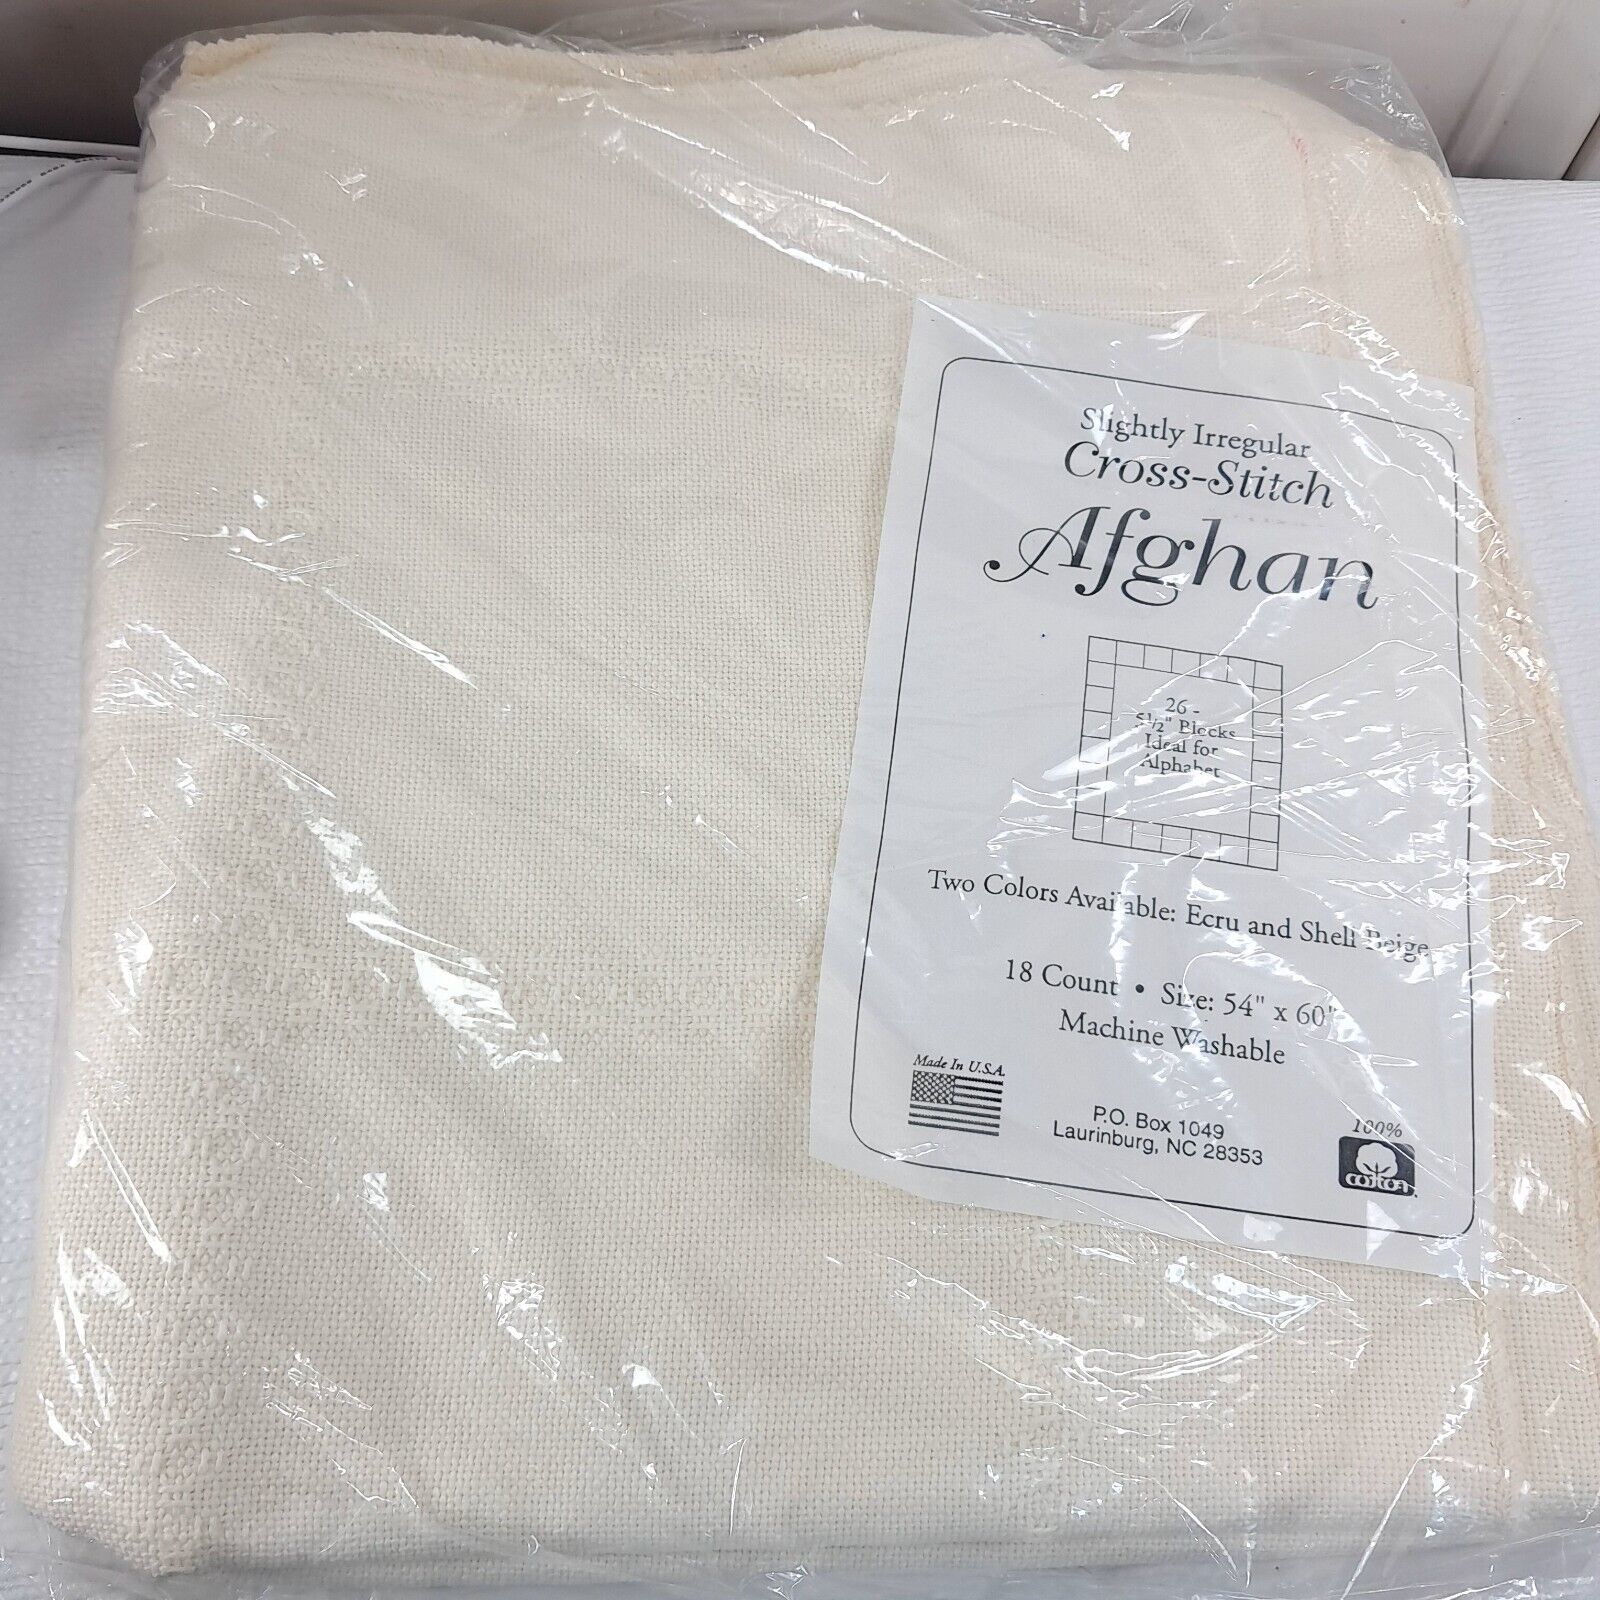 Slightly Irregular
Cross-Stitch
Afghan
26 -
5½" Blocks
Ideal for
Alphabet
Two Colors Available: Ecru and Shell Beige
18 Count • Size: 54" x 60"
Machine Washable
Made In U.S.A.
P.O. Box 1049
Laurinburg, NC 28353
100%
cotton